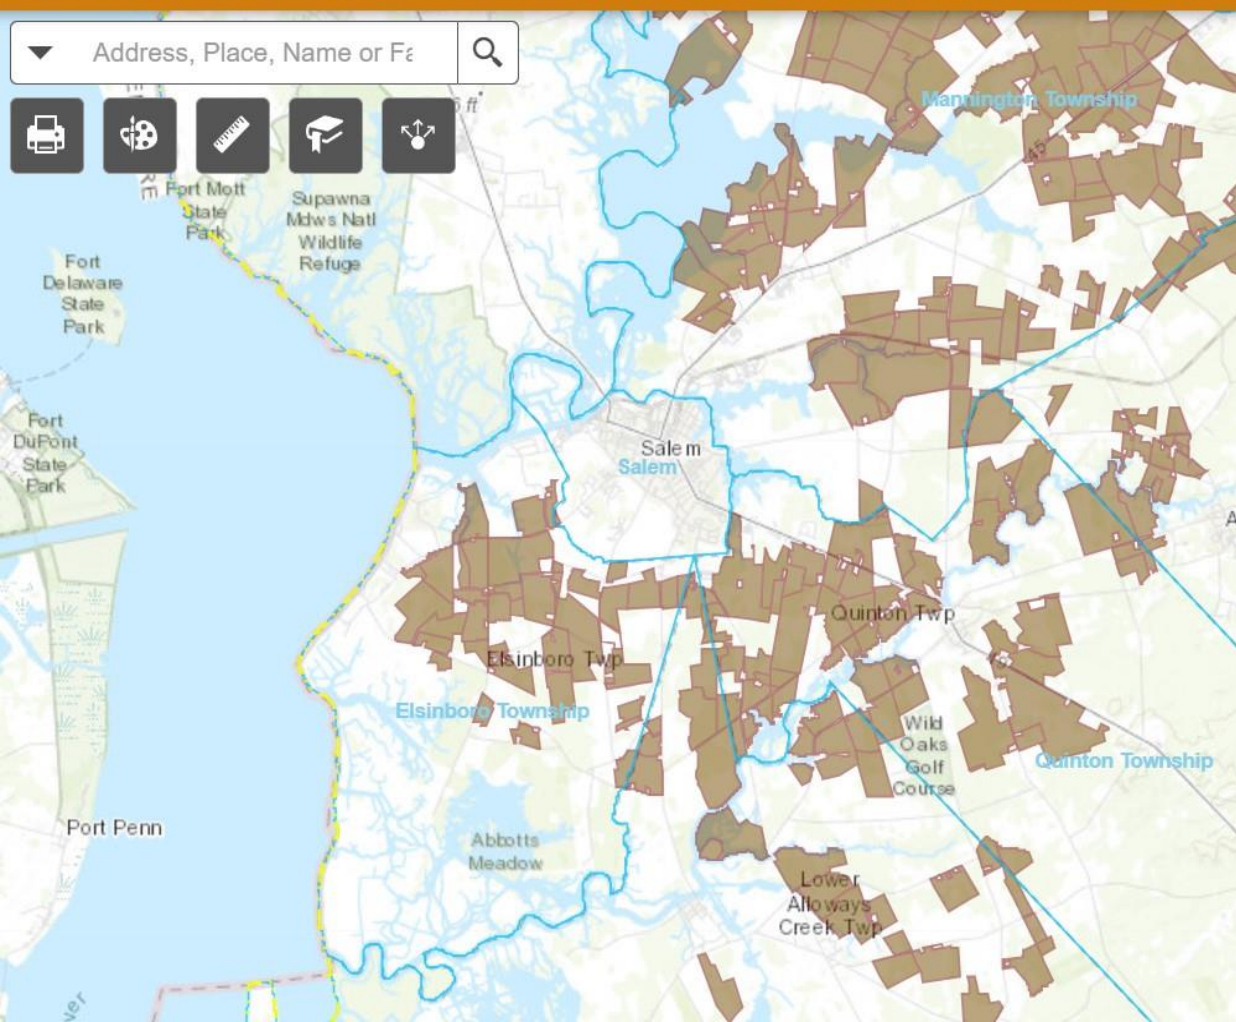 Address, Place, Name or Fa
Mannington Township
45
Fort Mott
State
Park
Supawna
Mdws Natl
Wildlife
Refuge
Fort
Delaware
State
Park
Fort
DuPont
State
Park
Salem
Salem
Quinton Twp
Elsinboro Twp
Elsinboro Township
Wild
Oaks
Golf
Course
Quinton Township
Port Penn
Abbotts
Meadow
Lower
Alloways
Creek Twp